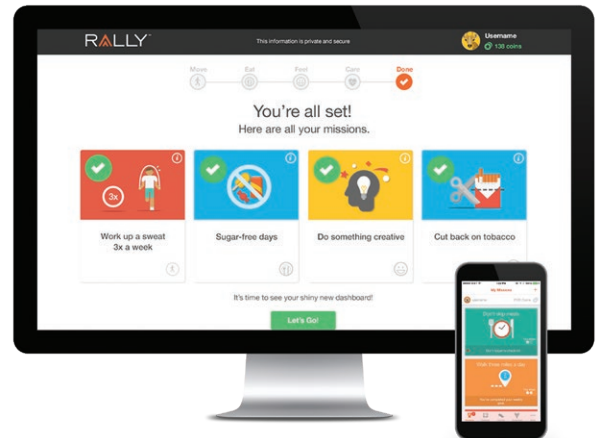 RALLY
This information is private and secure
Username
138 coins
Move Eat Feel Care Done
You're all set!
Here are all your missions.
3x
Work up a sweat
3x a week
Sugar-free days
Do something creative
Cut back on tobacco
It's time to see your shiny new dashboard!
Let's Go!
My Missions